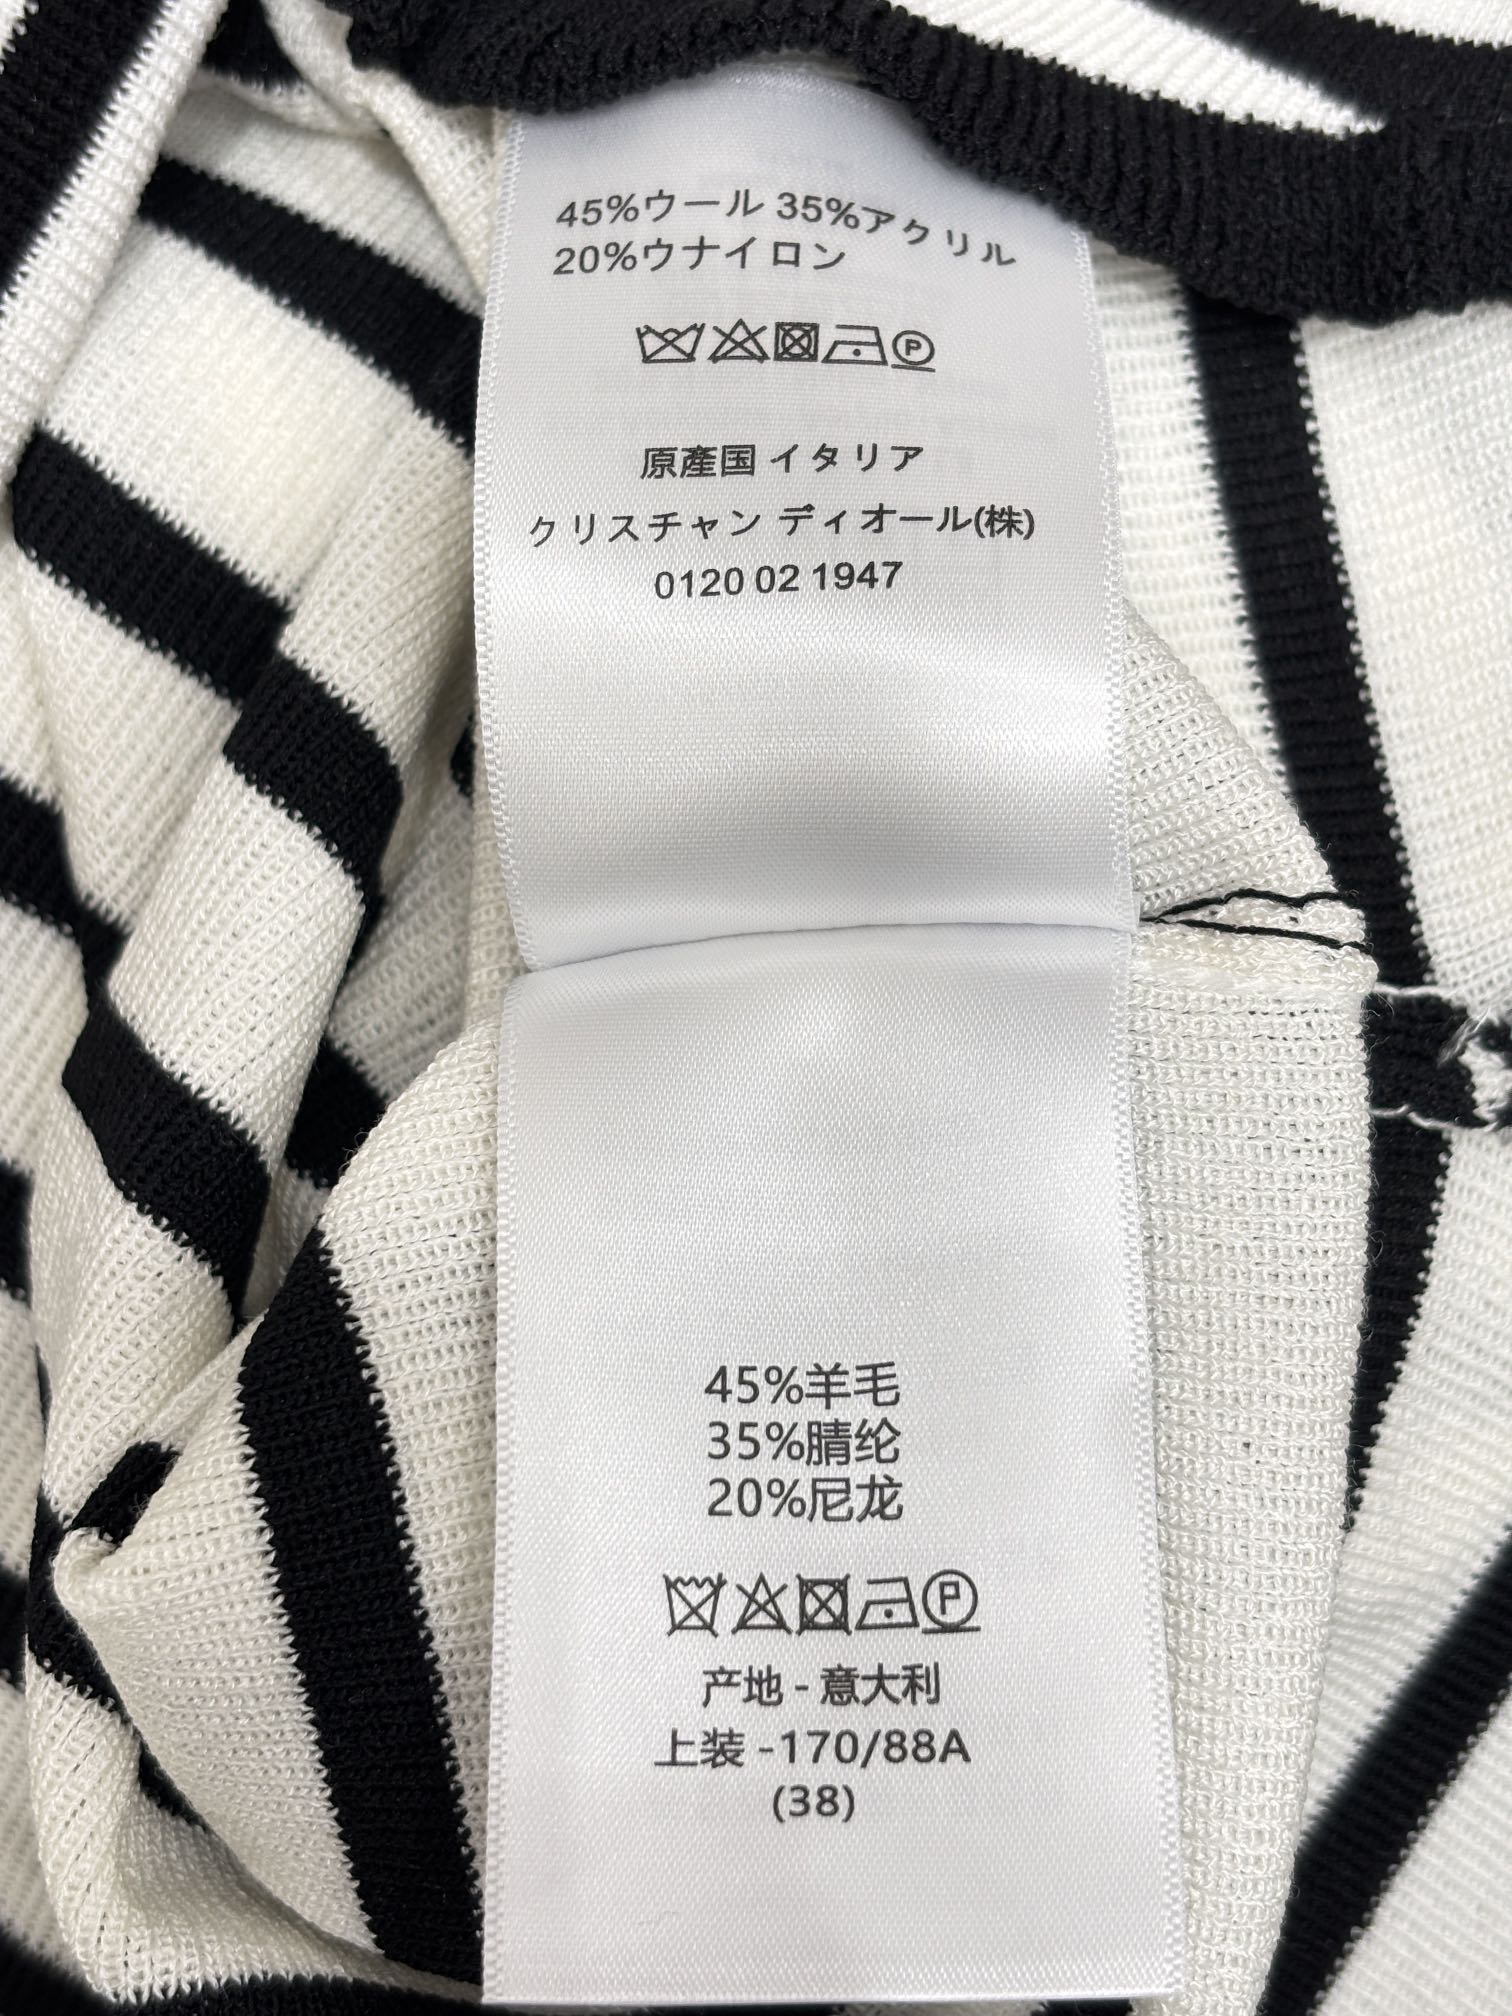 45%ウール 35%アクリル
20%ウナイロン
P
原産国 イタリア
クリスチャン ディオール(株)
0120 02 1947
45%羊毛
35%腈纶
20%尼龙
P
产地 - 意大利
上装 -170/88A
(38)